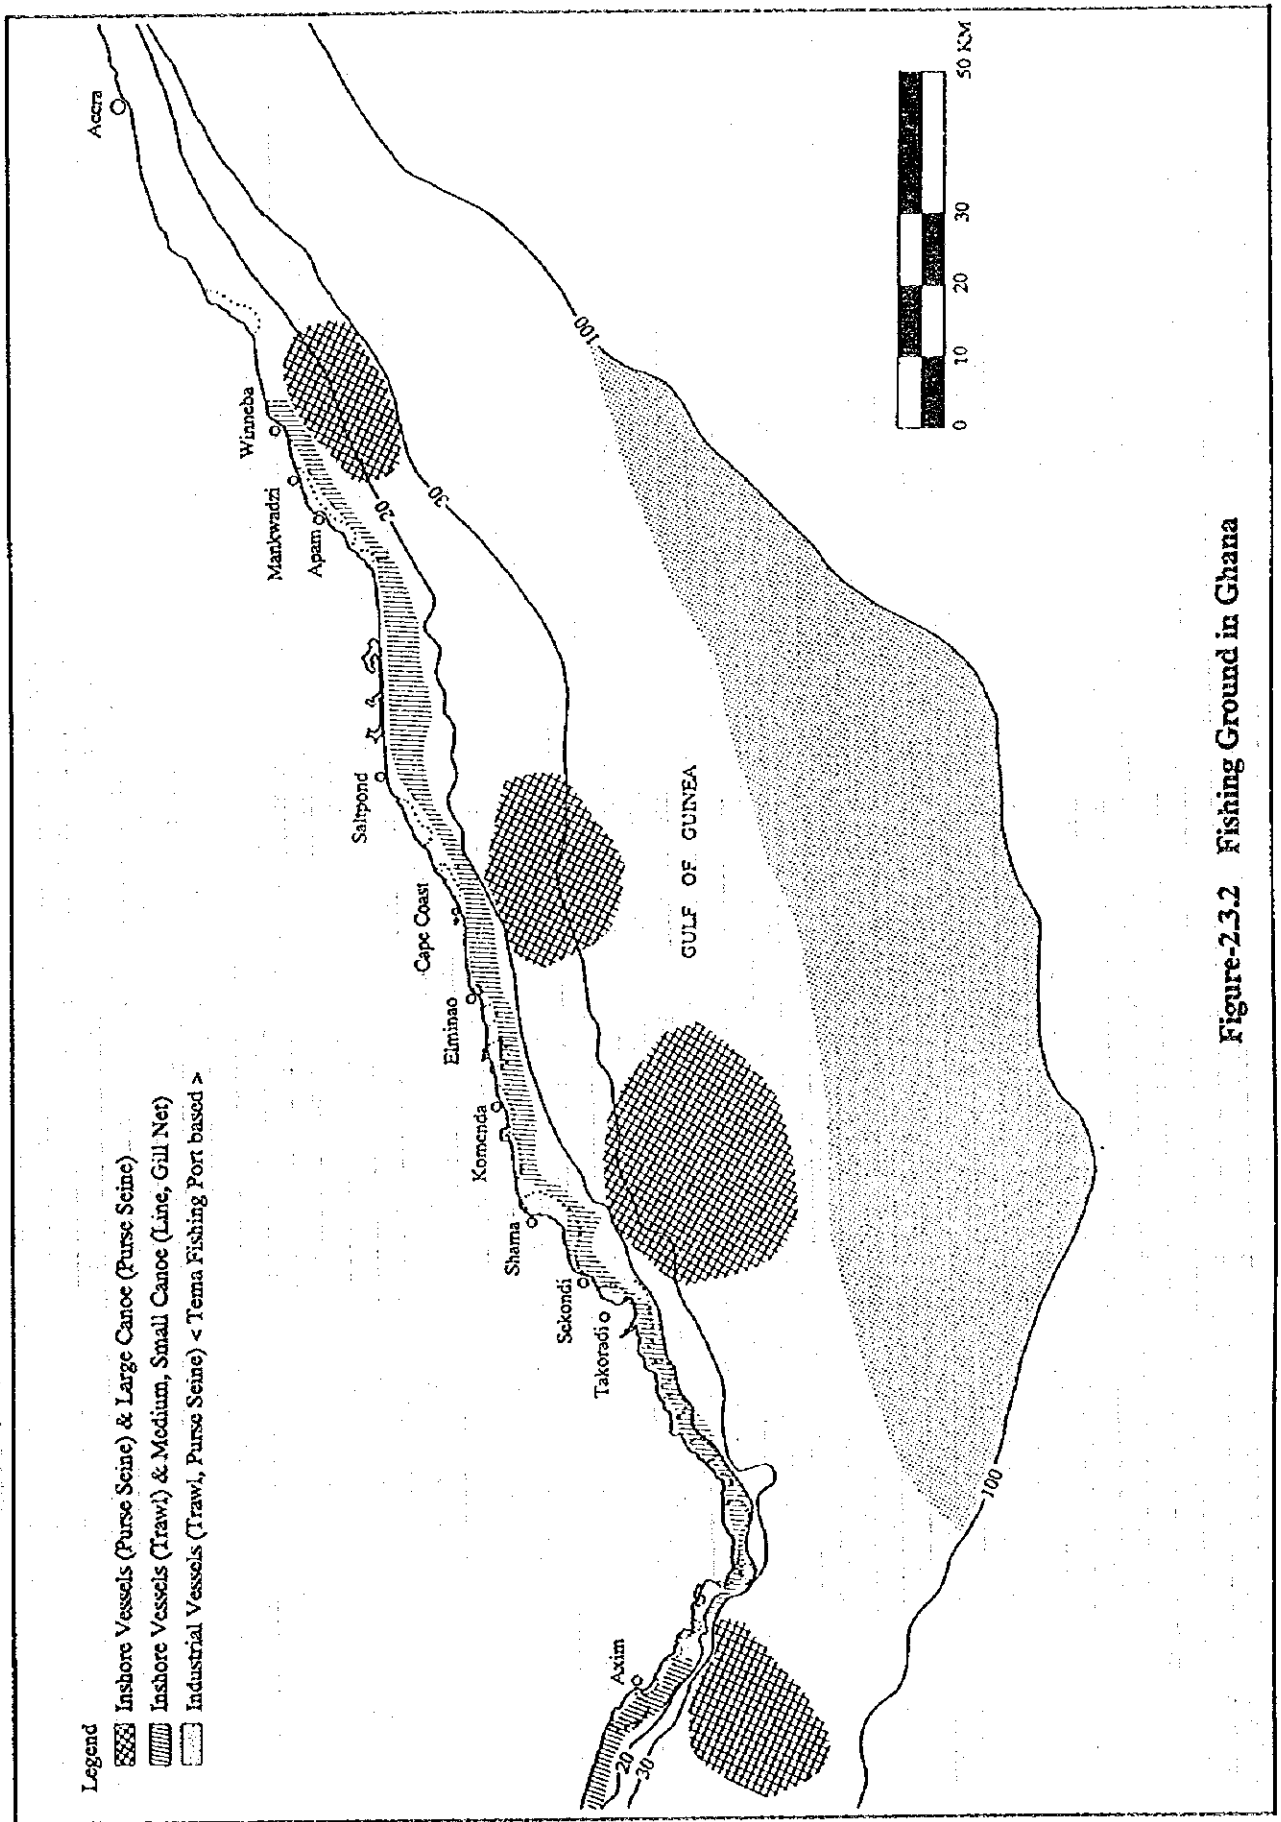 Legend
Inshore Vessels (Purse Seine) & Large Canoe (Purse Seine)
Inshore Vessels (Trawl) & Medium, Small Canoe (Line, Gill Net)
Industrial Vessels (Trawl, Purse Seine) < Tema Fishing Port based >
Accra
Winneba
Mankwadzi
Apam
Saltpond
Cape Coast
Elminao
Komenda
Shama
Sekondi
Takoradi
Axim
20
30
20
30
100
100
GULF OF GUINEA
0 10 20 30 50 KM
Figure-2.3.2 Fishing Ground in Ghana